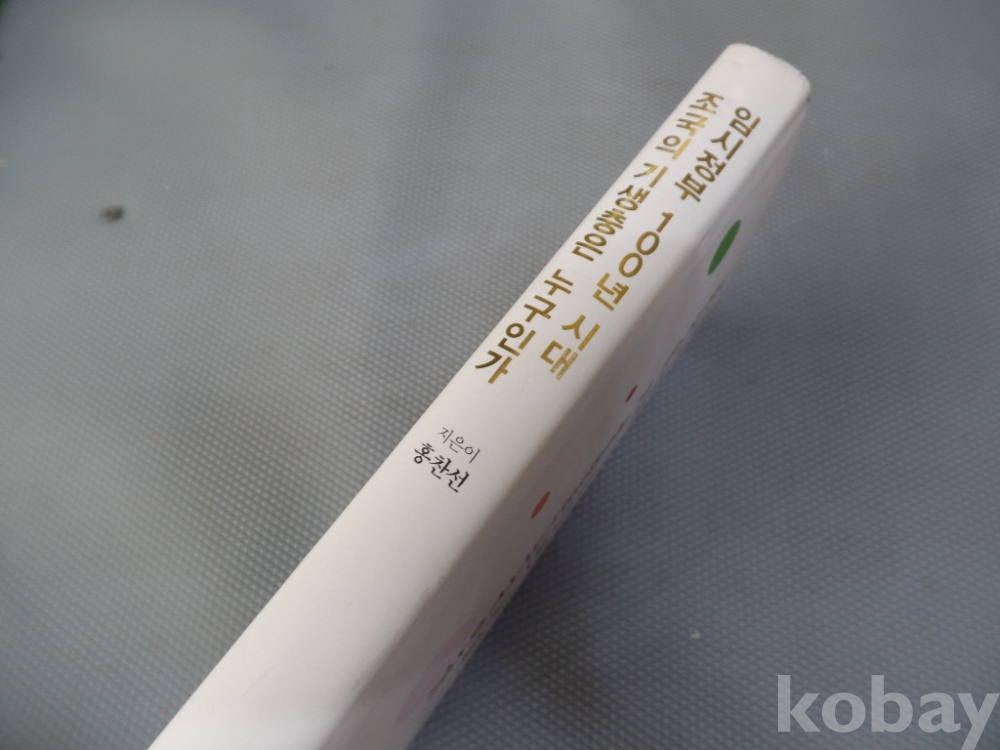 임시정부 100년 시대
조국의 기생충은 누구인가
지은이
홍찬선
kobay